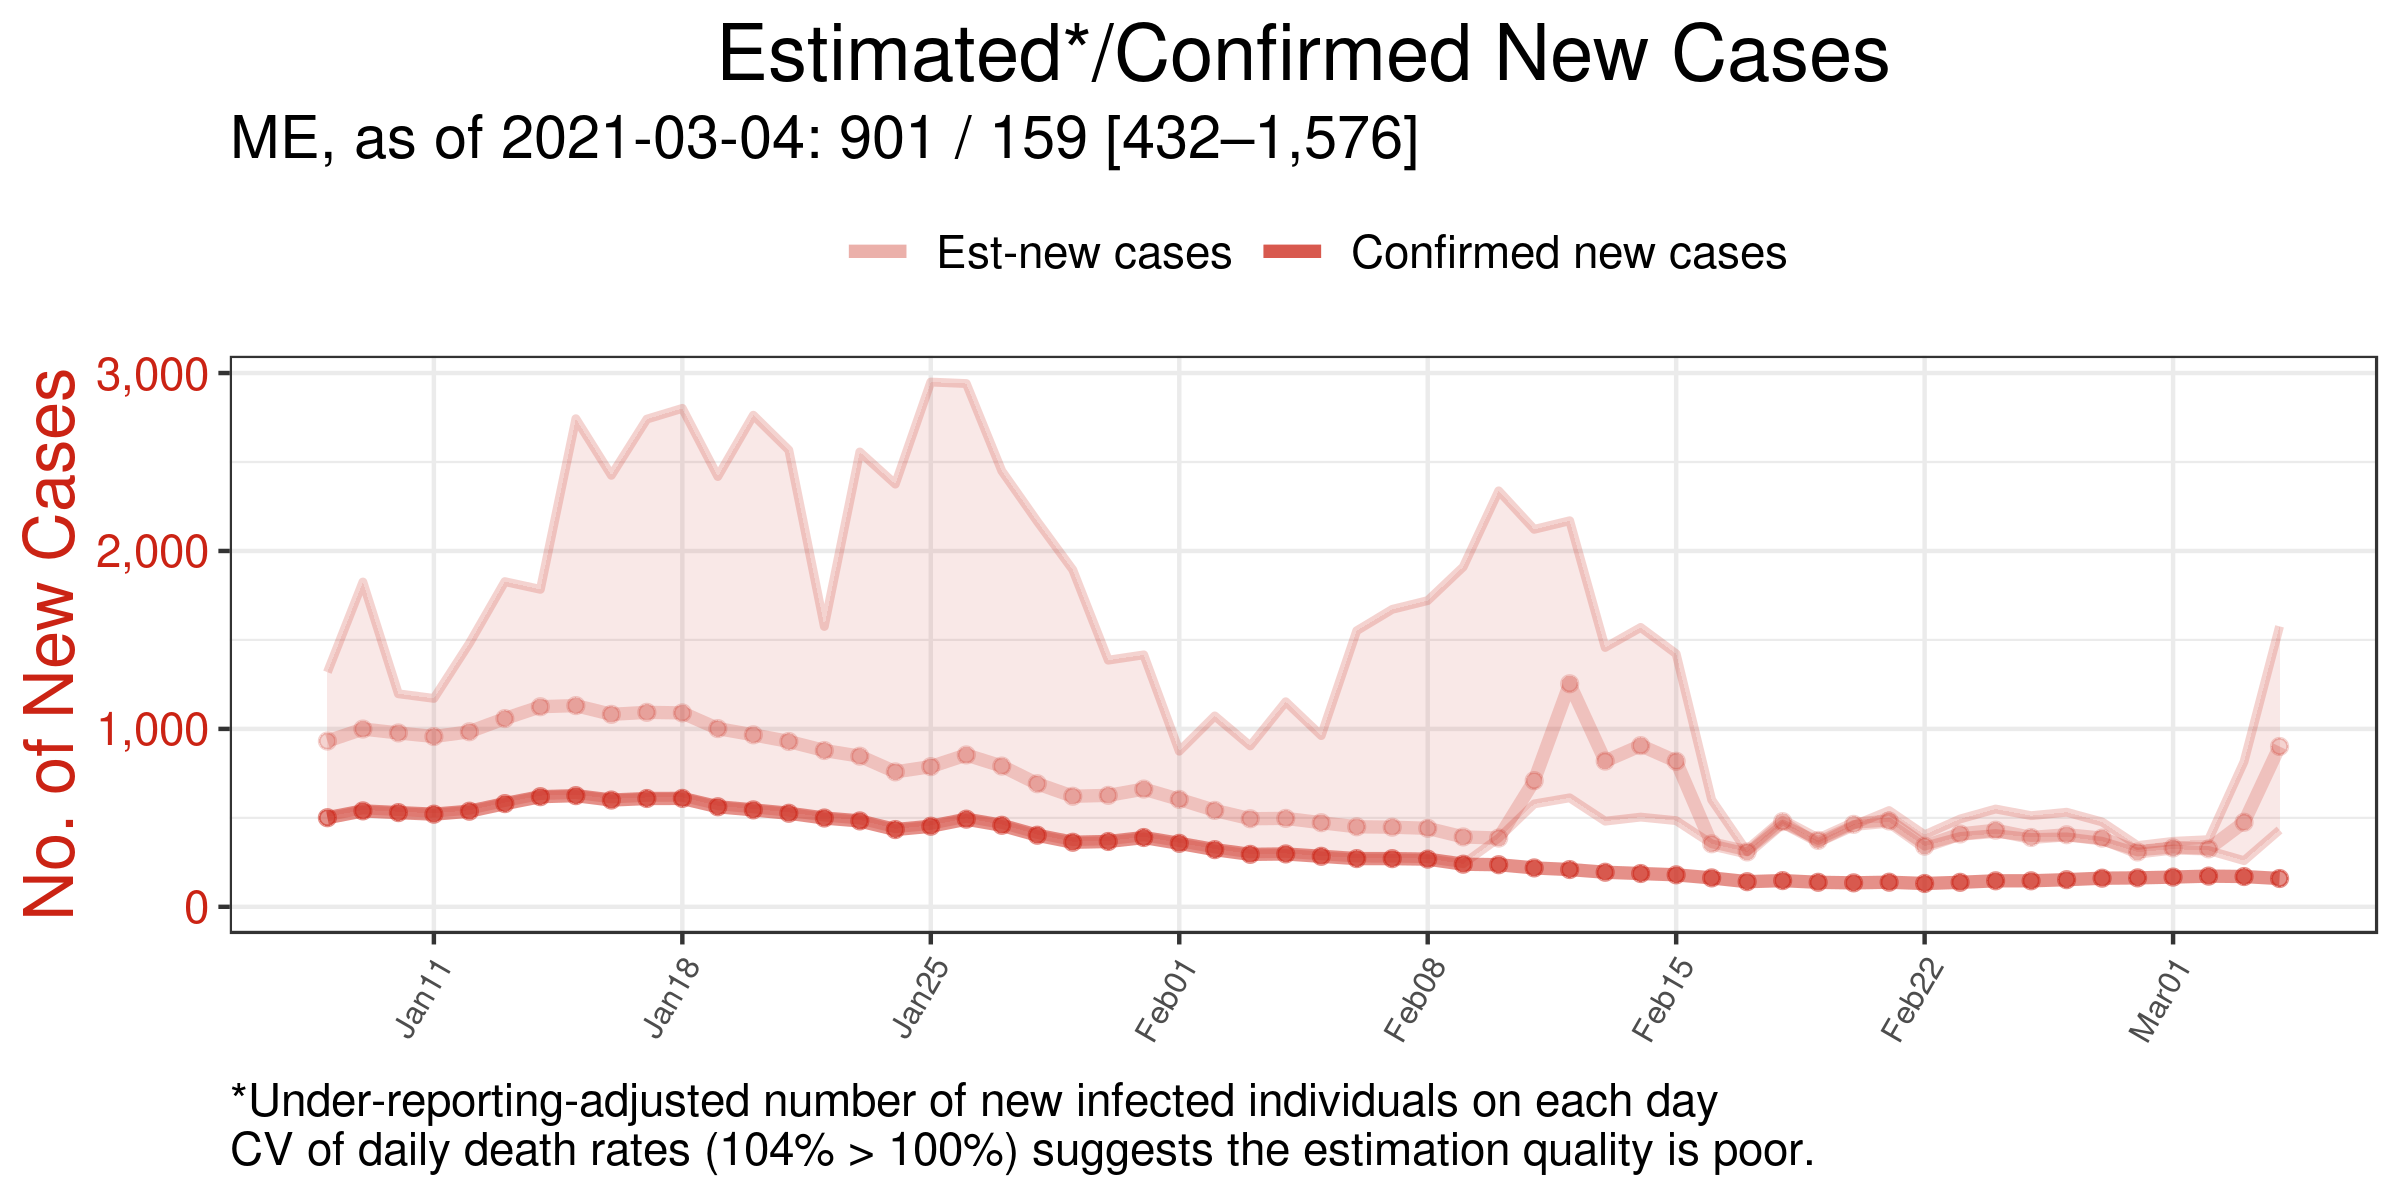 Estimated*/Confirmed New Cases
ME, as of 2021-03-04: 901 / 159 [432–1,576]
Est-new cases
Confirmed new cases
No. of New Cases
3,000
2,000
1,000
0
Jan11
Jan18
Jan25
Feb01
Feb08
Feb15
Feb22
Mar01
*Under-reporting-adjusted number of new infected individuals on each day
CV of daily death rates (104% > 100%) suggests the estimation quality is poor.